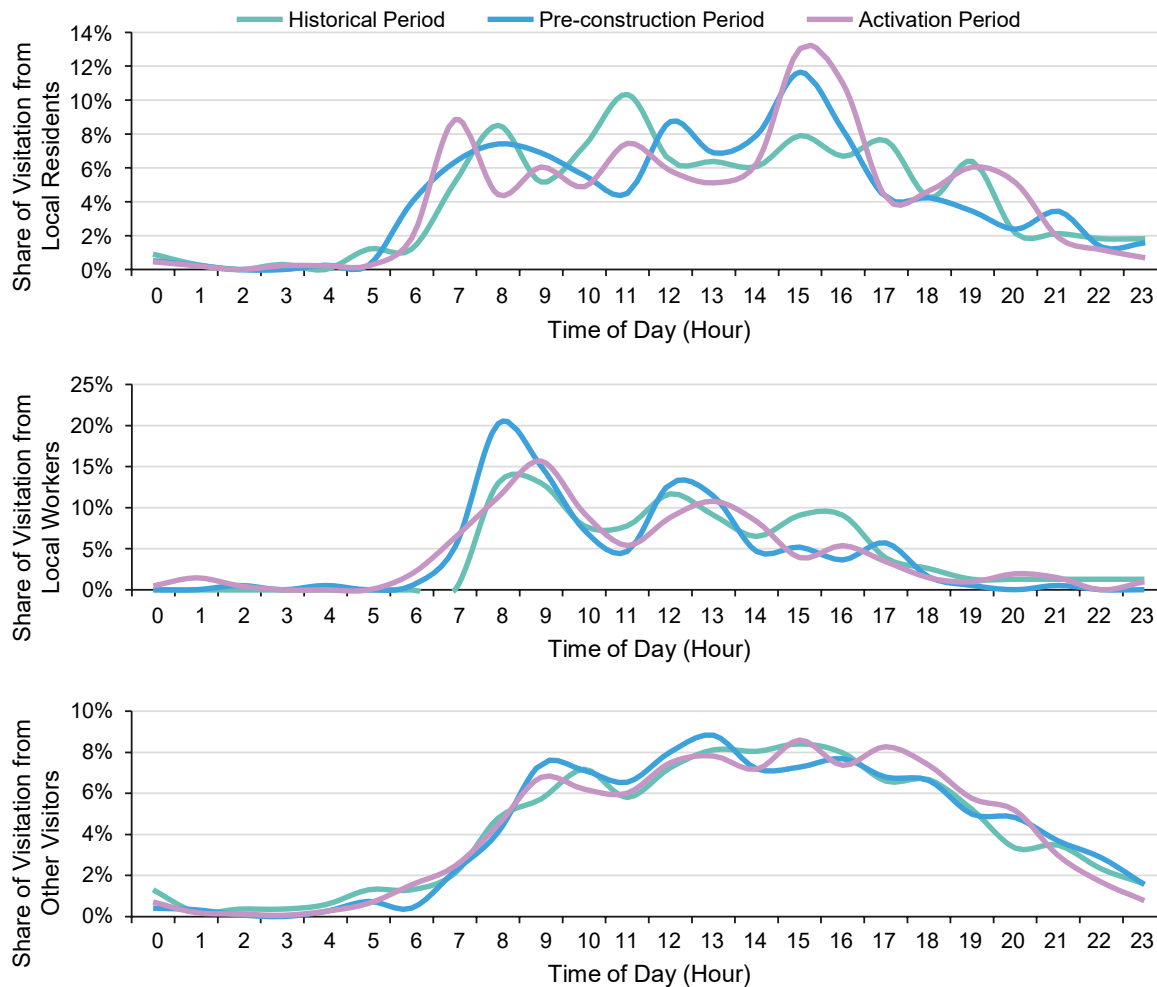 Historical Period Pre-construction Period Activation Period
Share of Visitation from
Local Residents
14%
12%
10%
8%
6%
4%
2%
0%
0 1 2 3 4 5 6 7 8 9 10 11 12 13 14 15 16 17 18 19 20 21 22 23
Time of Day (Hour)
Share of Visitation from
Local Workers
25%
20%
15%
10%
5%
0%
0 1 2 3 4 5 6 7 8 9 10 11 12 13 14 15 16 17 18 19 20 21 22 23
Time of Day (Hour)
Share of Visitation from
Other Visitors
10%
8%
6%
4%
2%
0%
0 1 2 3 4 5 6 7 8 9 10 11 12 13 14 15 16 17 18 19 20 21 22 23
Time of Day (Hour)